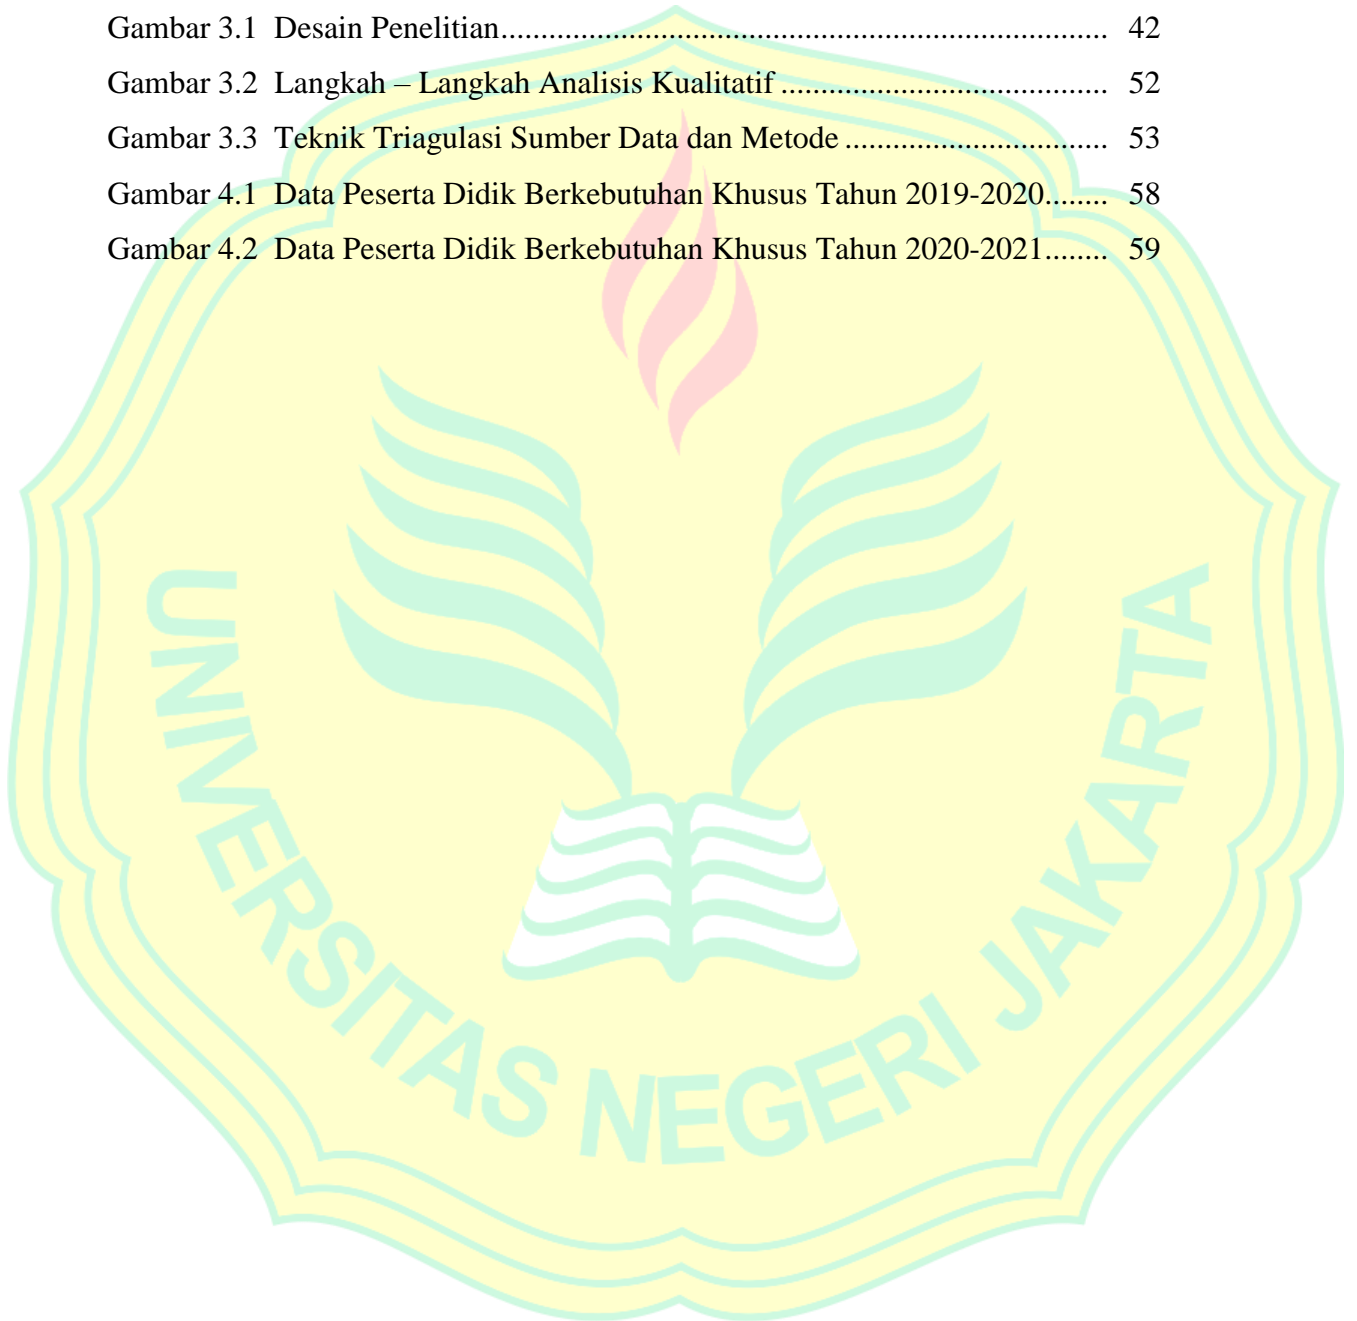 Gambar 3.1 Desain Penelitian............................................................................ 42
Gambar 3.2 Langkah – Langkah Analisis Kualitatif ......................................... 52
Gambar 3.3 Teknik Triagulasi Sumber Data dan Metode ................................. 53
Gambar 4.1 Data Peserta Didik Berkebutuhan Khusus Tahun 2019-2020........ 58
Gambar 4.2 Data Peserta Didik Berkebutuhan Khusus Tahun 2020-2021........ 59
UNIVERSITAS NEGERI JAKARTA